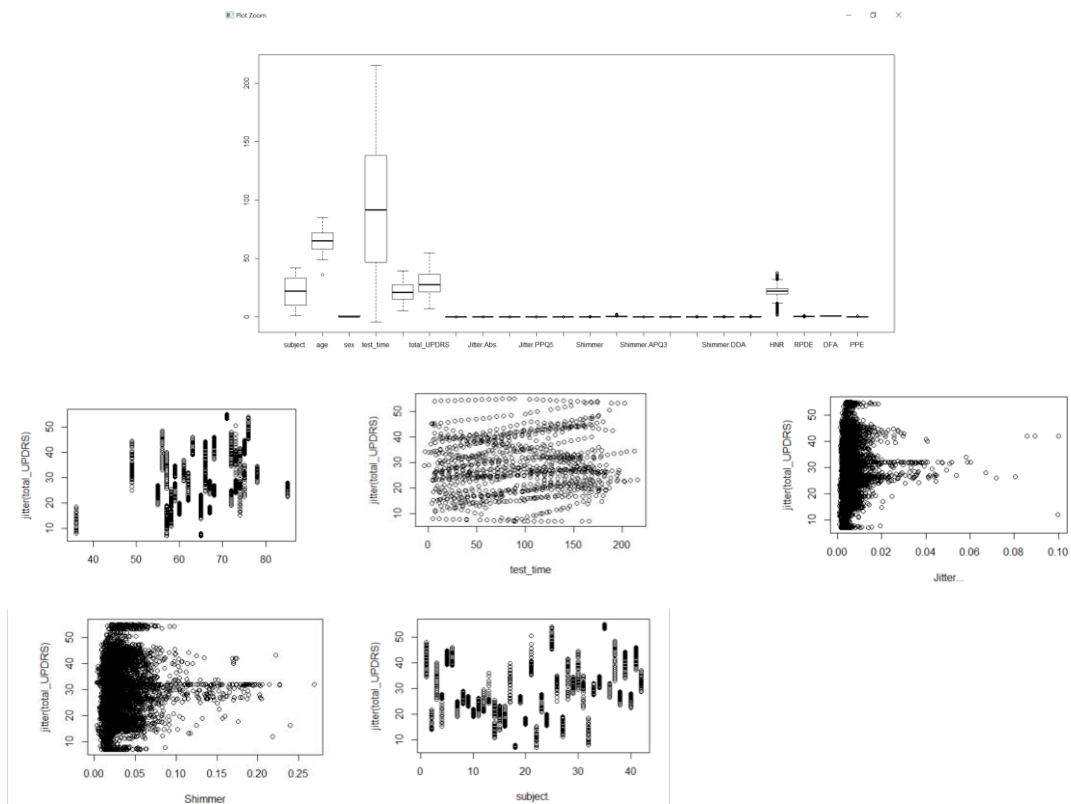 Plot Zoom
200
150
100
50
0
subject
age
sex
test_time
total_UPDRS
Jitter.Abs.
Jitter.PPQ5
Shimmer
Shimmer.APQ3
Shimmer.DDA
HNR
RPDE
DFA
PPE
jitter(total_UPDRS)
50
40
30
20
10
40
50
60
70
80
jitter(total_UPDRS)
50
40
30
20
10
0
50
100
150
200
test_time
jitter(total_UPDRS)
50
40
30
20
10
0.00
0.02
0.04
0.06
0.08
0.10
Jitter...
jitter(total_UPDRS)
50
40
30
20
10
0.00
0.05
0.10
0.15
0.20
0.25
Shimmer
jitter(total_UPDRS)
50
40
30
20
10
0
10
20
30
40
subject.